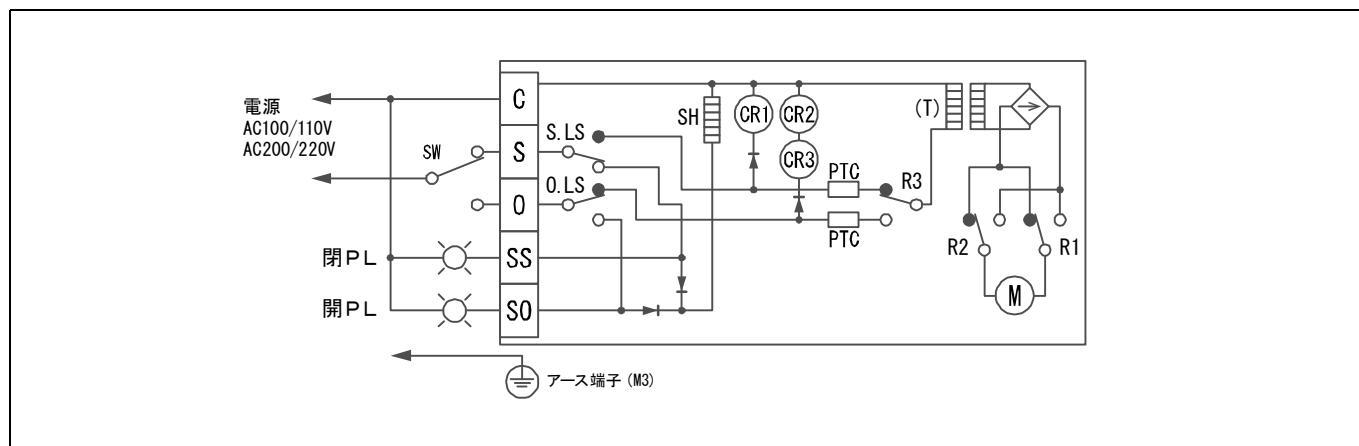 電源
AC100/110V
AC200/220V
SW
C
S
O
SS
SO
S.LS
O.LS
SH
CR1
CR2
CR3
PTC
PTC
R3
(T)
R2
R1
M
閉PL
開PL
アース端子 (M3)